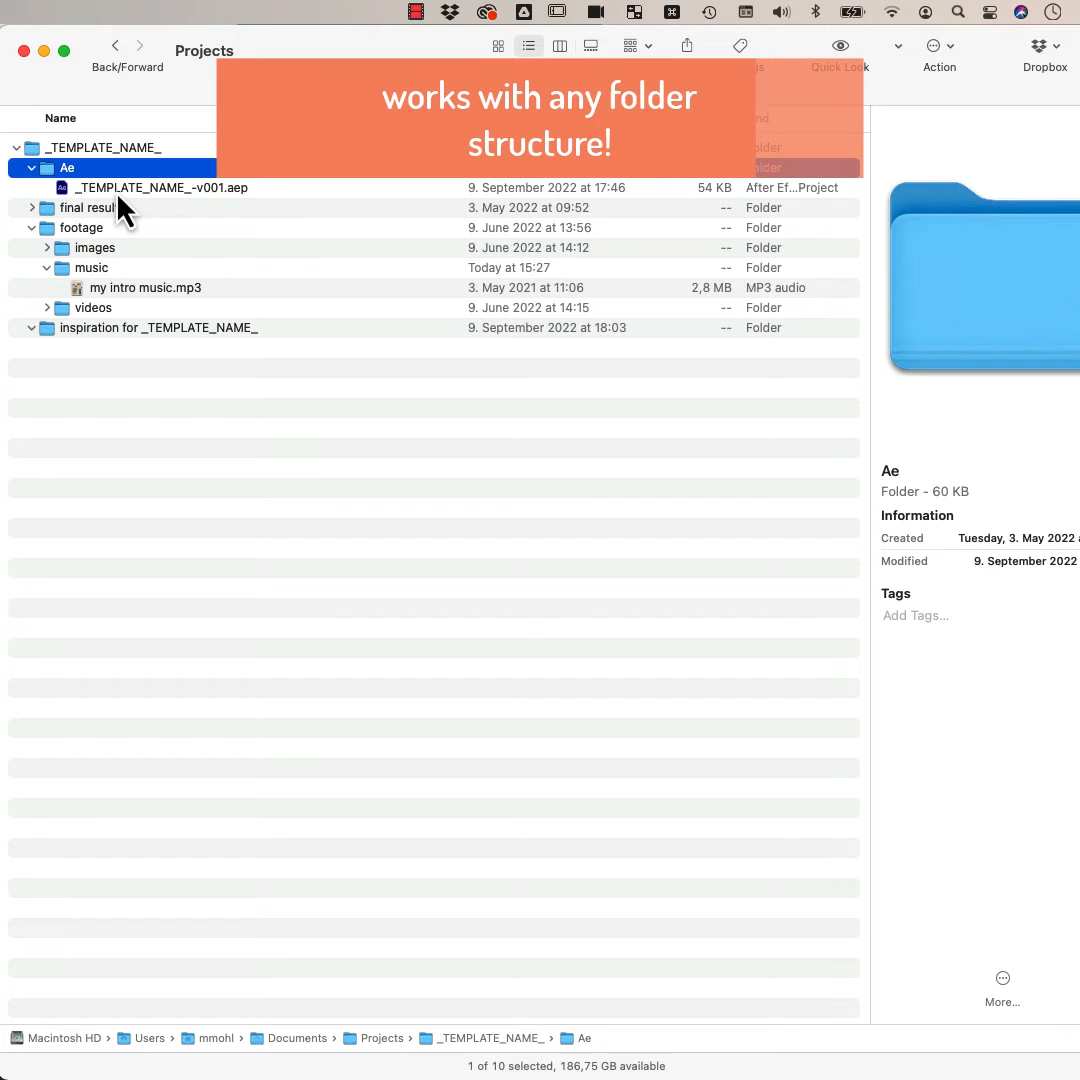 Projects
Back/Forward
Quick Look
Action
Dropbox
works with any folder
structure!
Name
_TEMPLATE_NAME_
Ae
_TEMPLATE_NAME_-v001.aep 9. September 2022 at 17:46 54 KB After Ef...Project
final resul 3. May 2022 at 09:52 -- Folder
footage 9. June 2022 at 13:56 -- Folder
images 9. June 2022 at 14:12 -- Folder
music Today at 15:27 -- Folder
my intro music.mp3 3. May 2021 at 11:06 2,8 MB MP3 audio
videos 9. June 2022 at 14:15 -- Folder
inspiration for _TEMPLATE_NAME_ 9. September 2022 at 18:03 -- Folder
Ae
Folder - 60 KB
Information
Created Tuesday, 3. May 2022
Modified 9. September 2022
Tags
Add Tags...
More...
Macintosh HD › Users › mmohl › Documents › Projects › _TEMPLATE_NAME_ › Ae
1 of 10 selected, 186,75 GB available